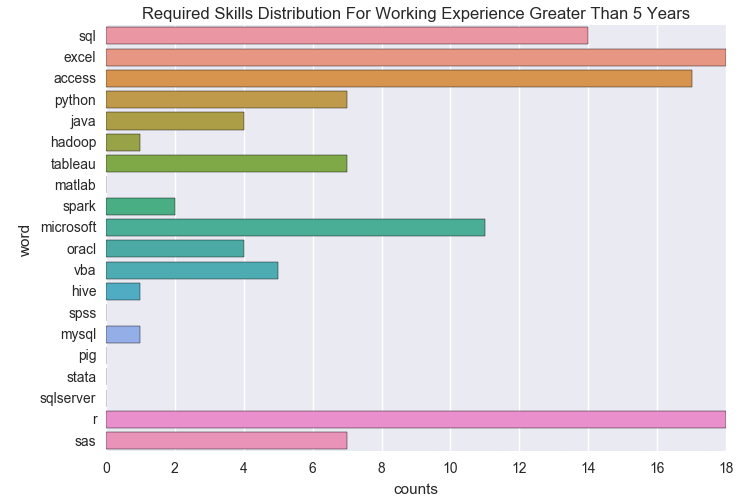 Required Skills Distribution For Working Experience Greater Than 5 Years
sql
excel
access
python
java
hadoop
tableau
matlab
spark
microsoft
oracl
vba
hive
spss
mysql
pig
stata
sqlserver
r
sas
word
0 2 4 6 8 10 12 14 16 18
counts